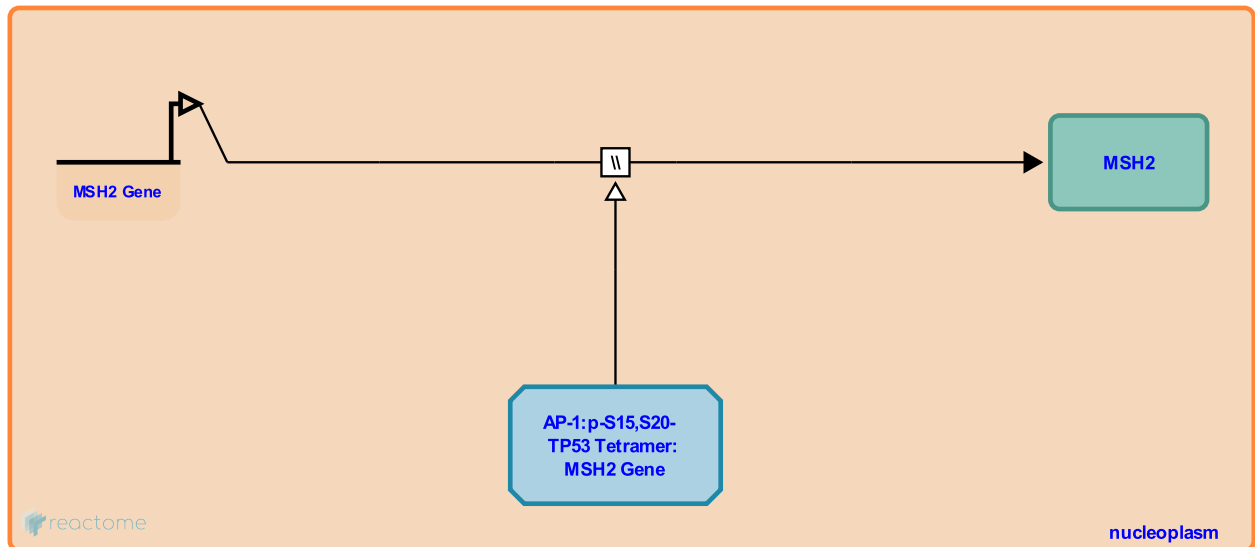 MSH2 Gene
\\
MSH2
AP-1:p-S15,S20-
TP53 Tetramer:
MSH2 Gene
reactome
nucleoplasm